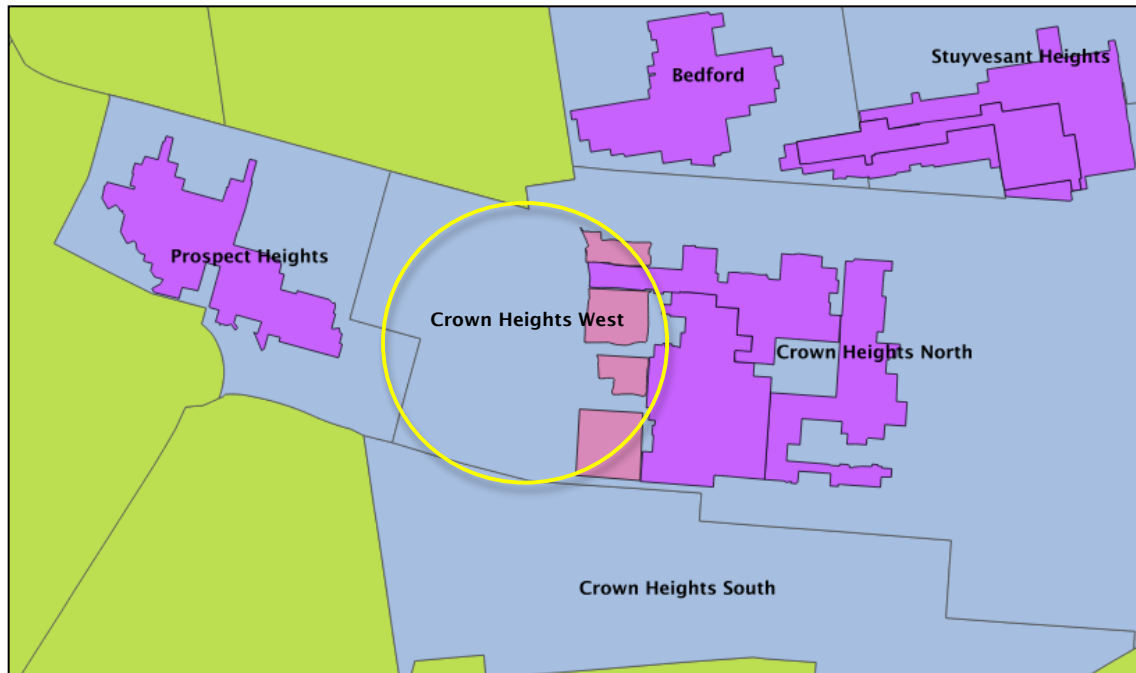 Stuyvesant Heights
Bedford
Prospect Heights
Crown Heights West
Crown Heights North
Crown Heights South